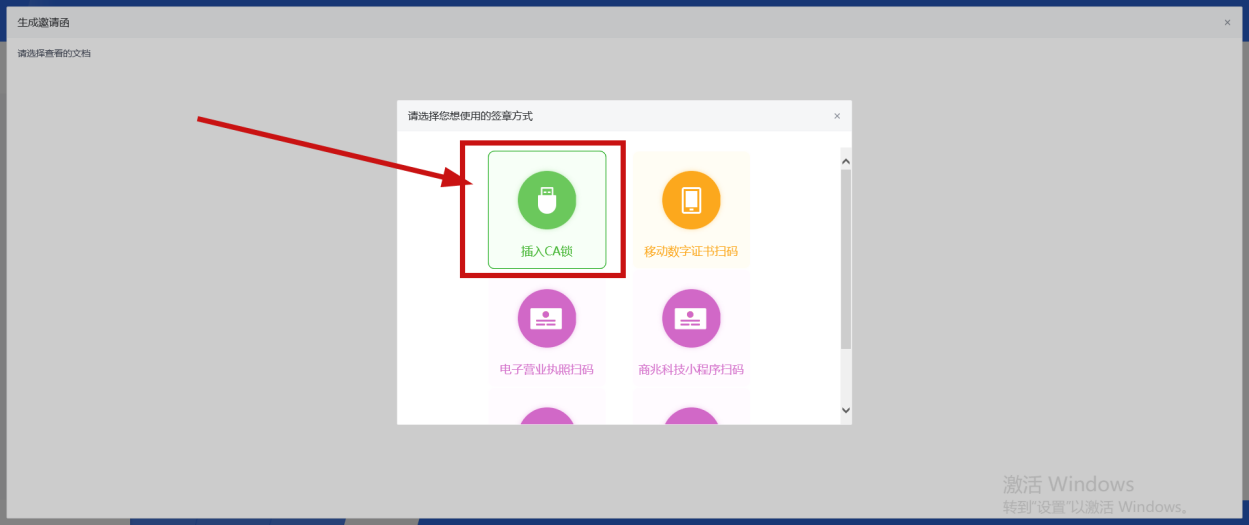 生成邀请函
请选择查看的文档
请选择您想使用的签章方式
插入CA锁
移动数字证书扫码
电子营业执照扫码
商兆科技小程序扫码
激活 Windows
转到"设置"以激活 Windows。